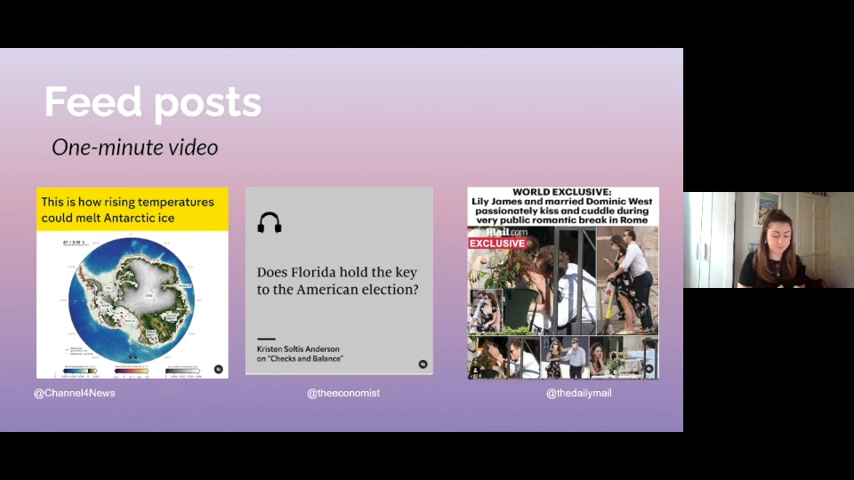 Feed posts
One-minute video
This is how rising temperatures
could melt Antarctic ice
Does Florida hold the key
to the American election?
Kristen Soltis Anderson
on "Checks and Balance"
WORLD EXCLUSIVE:
Lily James and married Dominic West
passionately kiss and cuddle during
very public romantic break in Rome
mail.com
EXCLUSIVE
@Channel4News
@theeconomist
@thedailymail